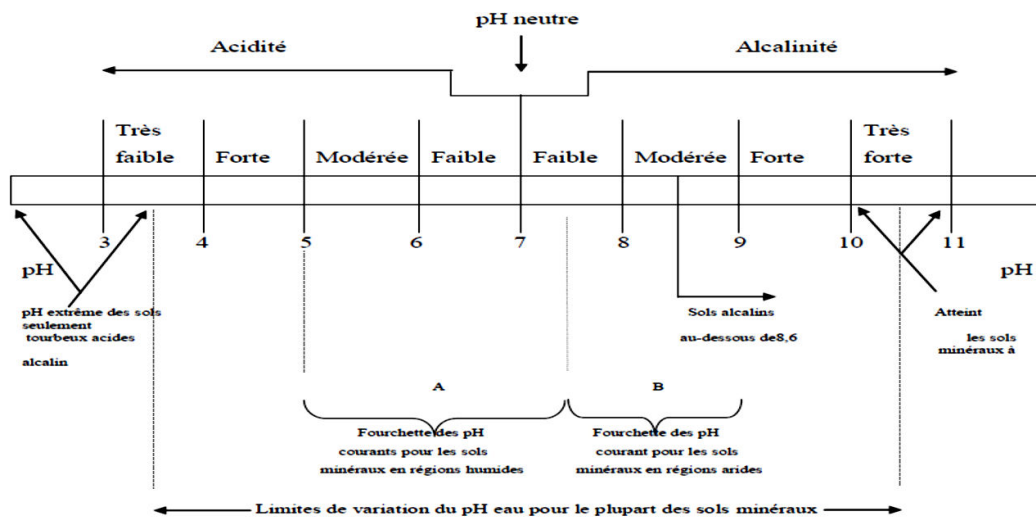 pH neutre
Acidité
Alcalinité
Très
faible
Forte
Modérée
Faible
Faible
Modérée
Forte
Très
forte
3
4
5
6
7
8
9
10
11
pH
pH
pH extrême des sols
seulement
tourbeux acides
alcalin
Sols alcalins
au-dessous de8,6
Atteint
les sols
minéraux à
A
B
Fourchette des pH
courants pour les sols
minéraux en régions humides
Fourchette des pH
courant pour les sols
minéraux en régions arides
Limites de variation du pH eau pour le plupart des sols minéraux